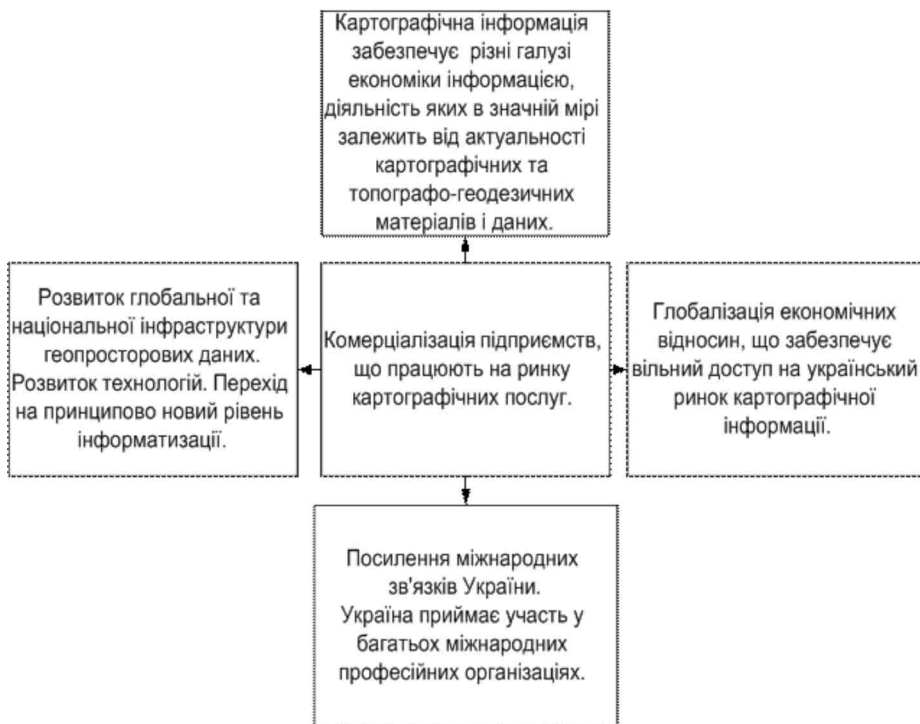 Картографічна інформація
забезпечує різні галузі
економіки інформацією,
діяльність яких в значній мірі
залежить від актуальності
картографічних та
топографо-геодезичних
матеріалів і даних.
Розвиток глобальної та
національної інфраструктури
геопросторових даних.
Розвиток технологій. Перехід
на принципово новий рівень
інформатизації.
Комерціалізація підприємств,
що працюють на ринку
картографічних послуг.
Глобалізація економічних
відносин, що забезпечує
вільний доступ на український
ринок картографічної
інформації.
Посилення міжнародних
зв'язків України.
Україна приймає участь у
багатьох міжнародних
професійних організаціях.